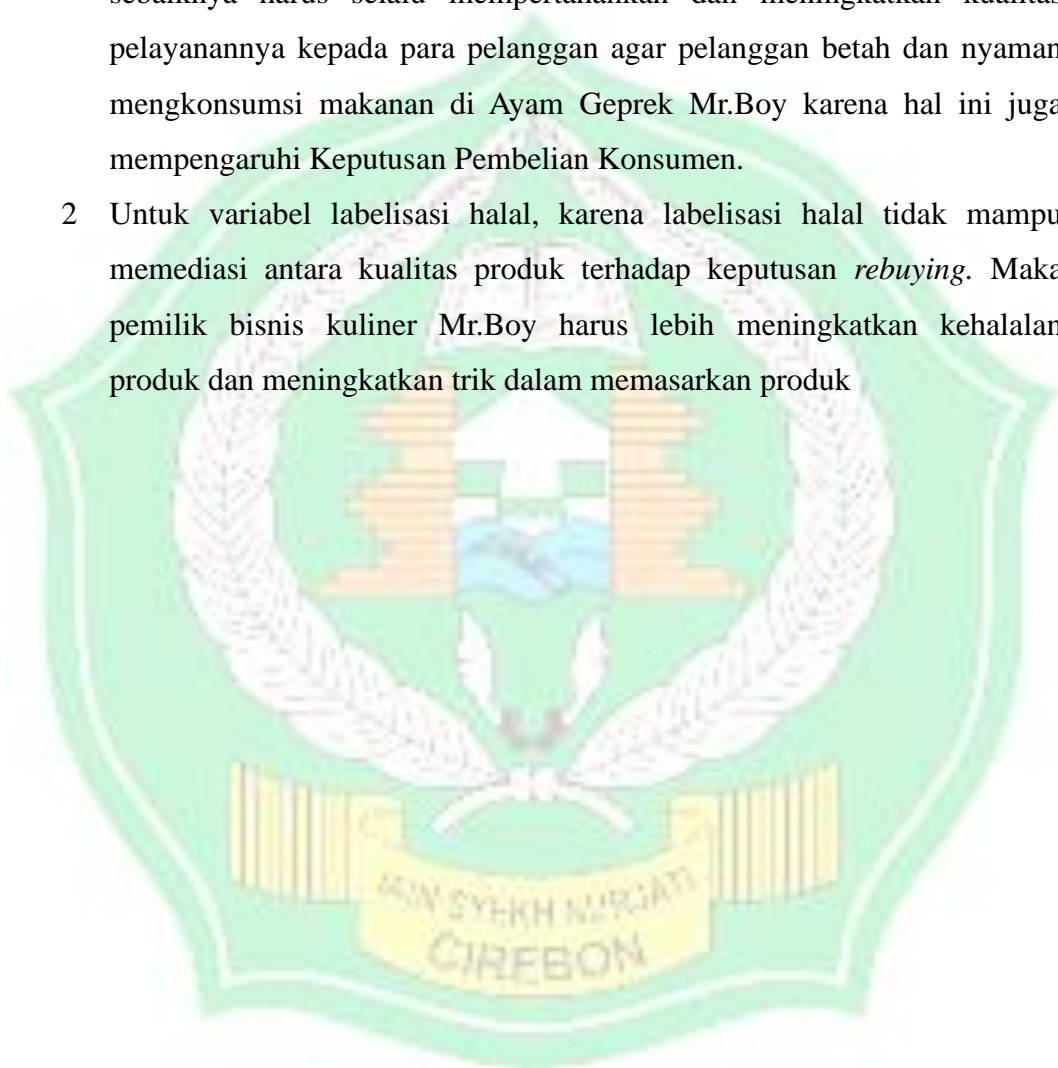 sebaiknya harus selalu mempertahankan dan meningkatkan kualitas
pelayanannya kepada para pelanggan agar pelanggan betah dan nyaman
mengkonsumsi makanan di Ayam Geprek Mr.Boy karena hal ini juga
mempengaruhi Keputusan Pembelian Konsumen.
2 Untuk variabel labelisasi halal, karena labelisasi halal tidak mampu
memediasi antara kualitas produk terhadap keputusan rebuying. Maka
pemilik bisnis kuliner Mr.Boy harus lebih meningkatkan kehalalan
produk dan meningkatkan trik dalam memasarkan produk
IAIN SYEKH NURJATI
CIREBON